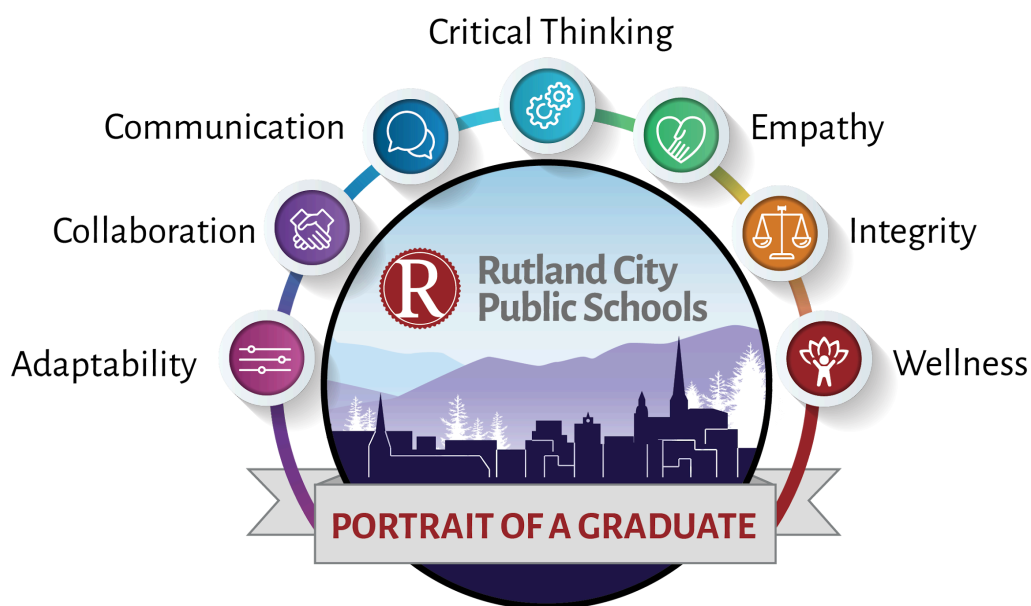 Critical Thinking
Communication
Empathy
Collaboration
Integrity
R
Rutland City
Public Schools
Adaptability
Wellness
PORTRAIT OF A GRADUATE